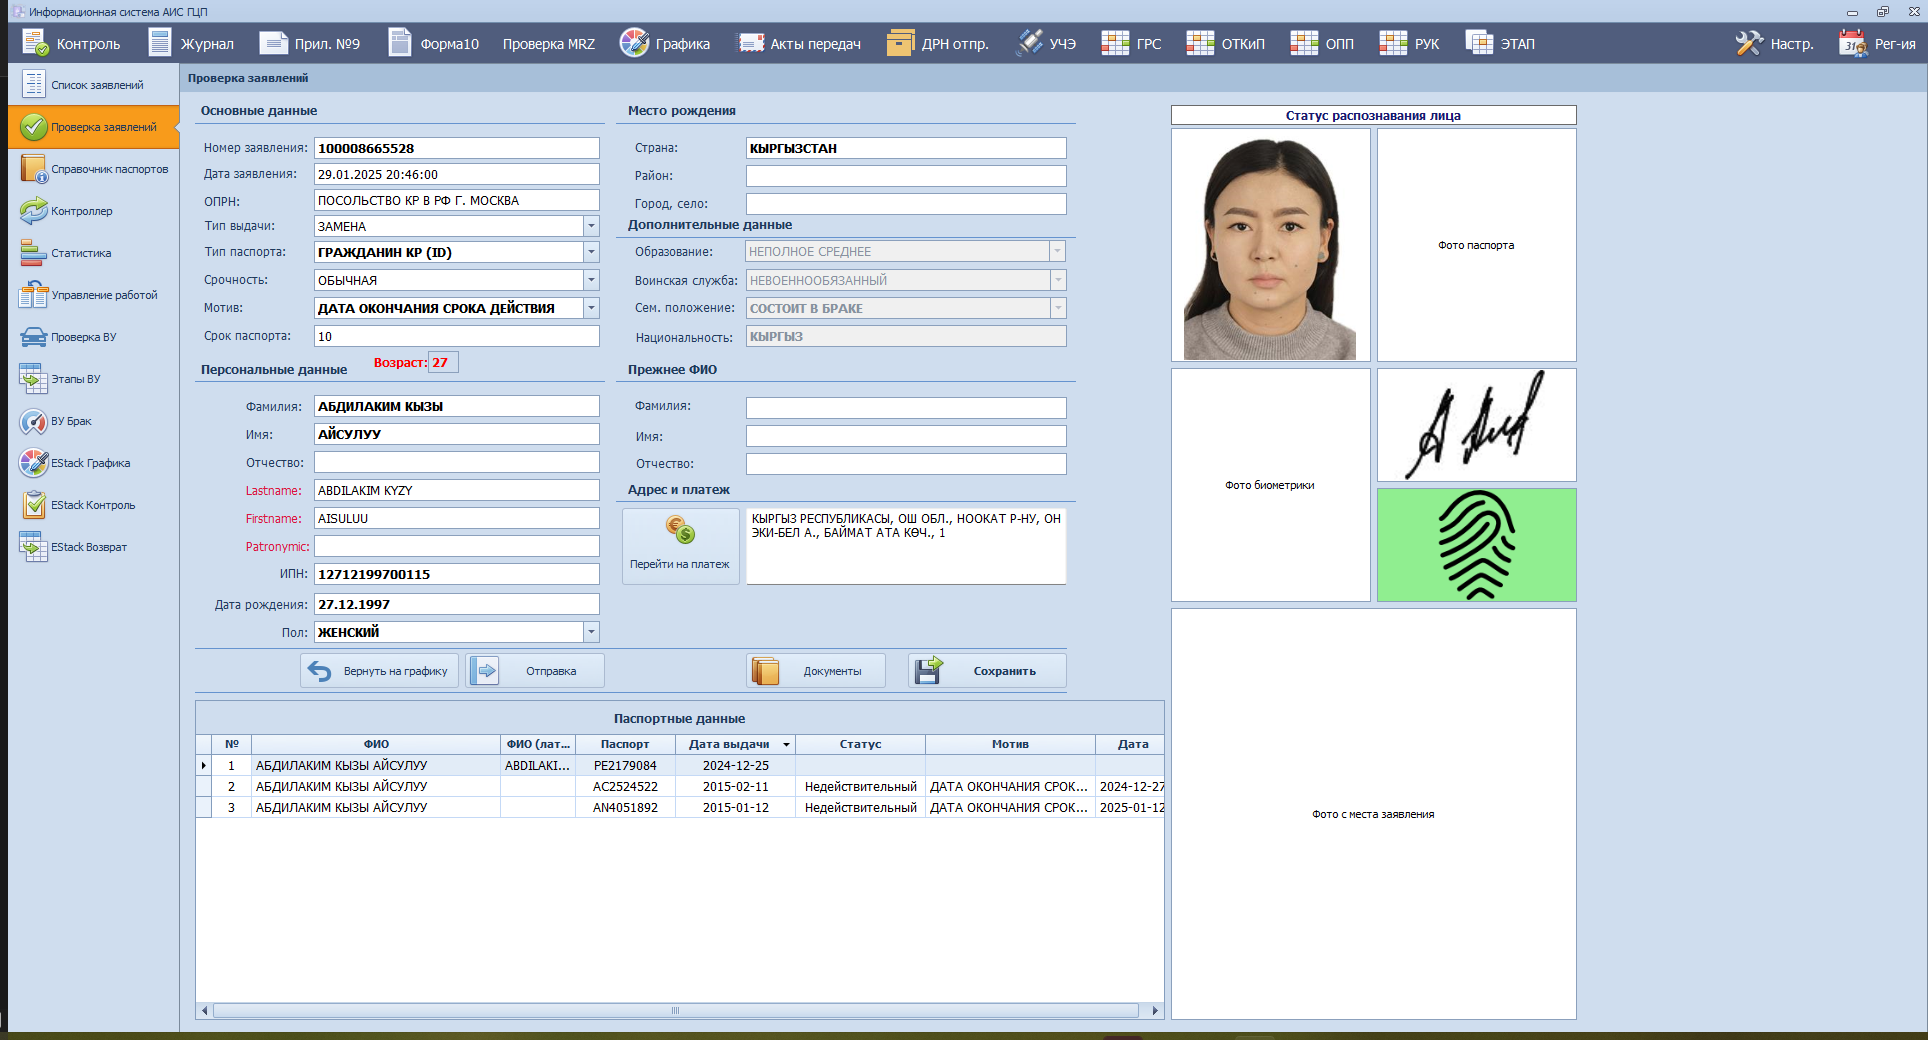 Информационная система АИС ГЦП
Контроль Журнал Прил. №9 Форма10 Проверка MRZ Графика Акты передач ДРН отпр. УЧЭ ГРС ОТКиП ОПП РУК ЭТАП Настр. Рег-ия
Список заявлений
Проверка заявлений
Справочник паспортов
Контроллер
Статистика
Управление работой
Проверка ВУ
Этапы ВУ
ВУ Брак
EStack Графика
EStack Контроль
EStack Возврат
Проверка заявлений
Основные данные
Номер заявления: 100008665528
Дата заявления: 29.01.2025 20:46:00
ОПРН: ПОСОЛЬСТВО КР В РФ Г. МОСКВА
Тип выдачи: ЗАМЕНА
Тип паспорта: ГРАЖДАНИН КР (ID)
Срочность: ОБЫЧНАЯ
Мотив: ДАТА ОКОНЧАНИЯ СРОКА ДЕЙСТВИЯ
Срок паспорта: 10
Возраст: 27
Персональные данные
Фамилия: АБДИЛАКИМ КЫЗЫ
Имя: АЙСУЛУУ
Отчество:
Lastname: ABDILAKIM KYZY
Firstname: AISULUU
Patronymic:
ИПН: 12712199700115
Дата рождения: 27.12.1997
Пол: ЖЕНСКИЙ
Место рождения
Страна: КЫРГЫЗСТАН
Район:
Город, село:
Дополнительные данные
Образование: НЕПОЛНОЕ СРЕДНЕЕ
Воинская служба: НЕВОЕННООБЯЗАННЫЙ
Сем. положение: СОСТОИТ В БРАКЕ
Национальность: КЫРГЫЗ
Прежнее ФИО
Фамилия:
Имя:
Отчество:
Адрес и платеж
Перейти на платеж
КЫРГЫЗ РЕСПУБЛИКАСЫ, ОШ ОБЛ., НООКАТ Р-НУ, ОН
ЭКИ-БЕЛ А., БАЙМАТ АТА КӨЧ., 1
Вернуть на графику Отправка Документы Сохранить
Статус распознавания лица
Фото паспорта
Фото биометрики
Фото с места заявления
Паспортные данные
№ ФИО ФИО (лат... Паспорт Дата выдачи Статус Мотив Дата
1 АБДИЛАКИМ КЫЗЫ АЙСУЛУУ ABDILAKI... PE2179084 2024-12-25
2 АБДИЛАКИМ КЫЗЫ АЙСУЛУУ AC2524522 2015-02-11 Недействительный ДАТА ОКОНЧАНИЯ СРОК... 2024-12-27
3 АБДИЛАКИМ КЫЗЫ АЙСУЛУУ AN4051892 2015-01-12 Недействительный ДАТА ОКОНЧАНИЯ СРОК... 2025-01-12